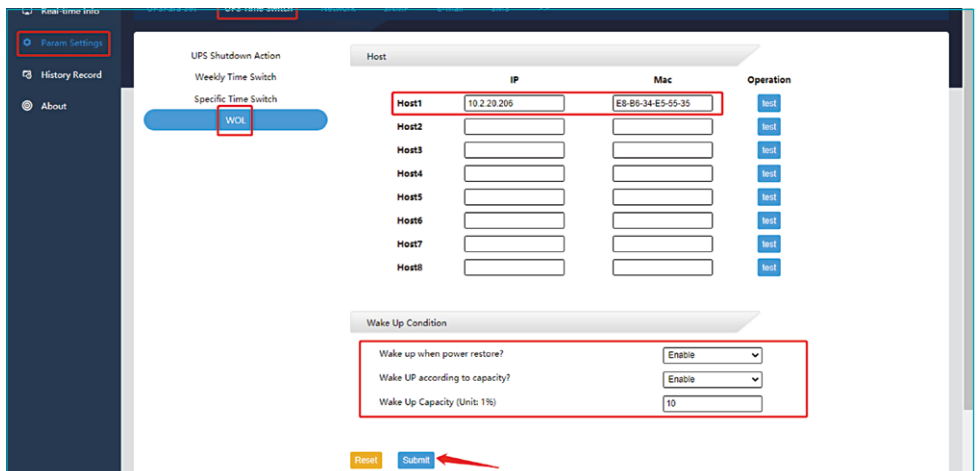 Real-time Info
UPS Time Switch
Network
E-Mail
SMS
Param Settings
History Record
About
UPS Shutdown Action
Weekly Time Switch
Specific Time Switch
WOL
Host
IP Mac Operation
Host1 10.2.20.206 E8-B6-34-E5-55-35 test
Host2 test
Host3 test
Host4 test
Host5 test
Host6 test
Host7 test
Host8 test
Wake Up Condition
Wake up when power restore? Enable
Wake UP according to capacity? Enable
Wake Up Capacity (Unit: 1%) 10
Reset Submit